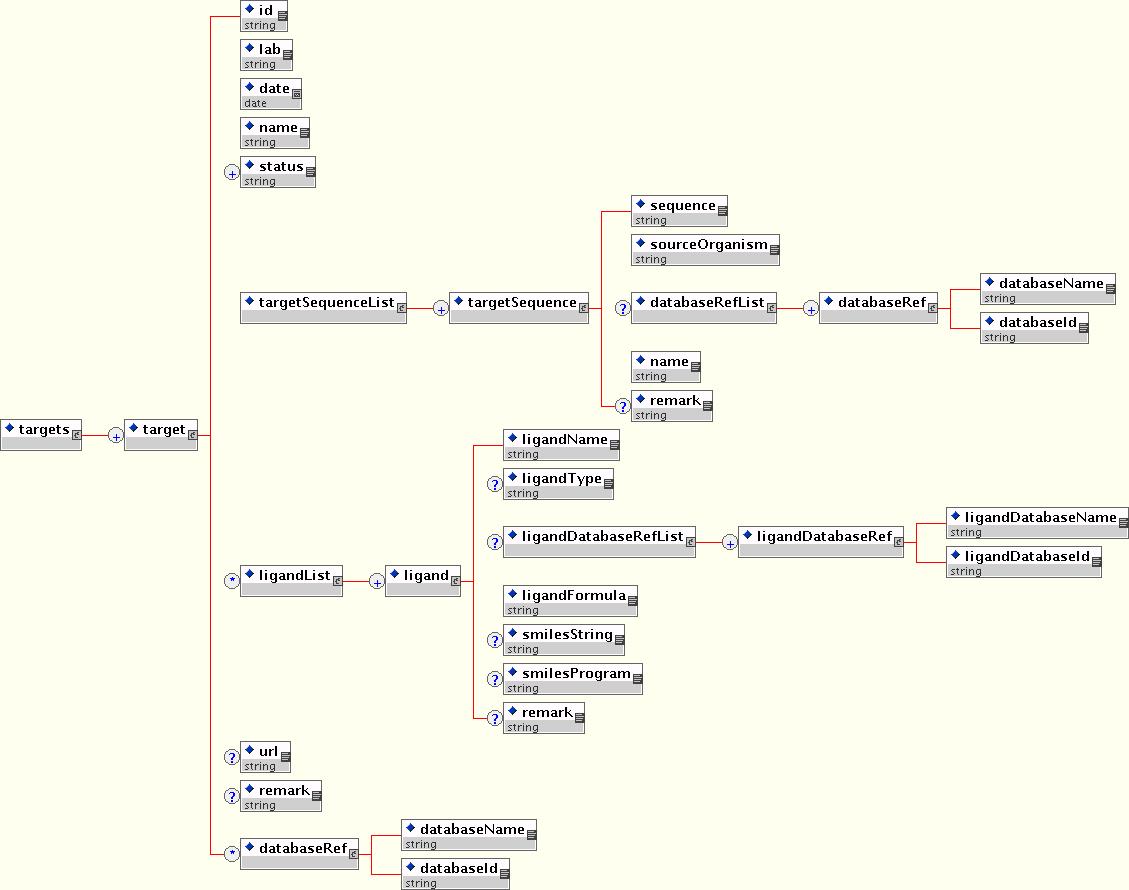 id
string
lab
string
date
date
name
string
+
status
string
sequence
string
sourceOrganism
string
targetSequenceList
+
targetSequence
?
databaseRefList
+
databaseRef
databaseName
string
databaseId
string
name
string
?
remark
string
targets
+
target
ligandName
string
?
ligandType
string
?
ligandDatabaseRefList
+
ligandDatabaseRef
ligandDatabaseName
string
ligandDatabaseId
string
*
ligandList
+
ligand
ligandFormula
string
?
smilesString
string
?
smilesProgram
string
?
remark
string
?
url
string
?
remark
string
*
databaseRef
databaseName
string
databaseId
string